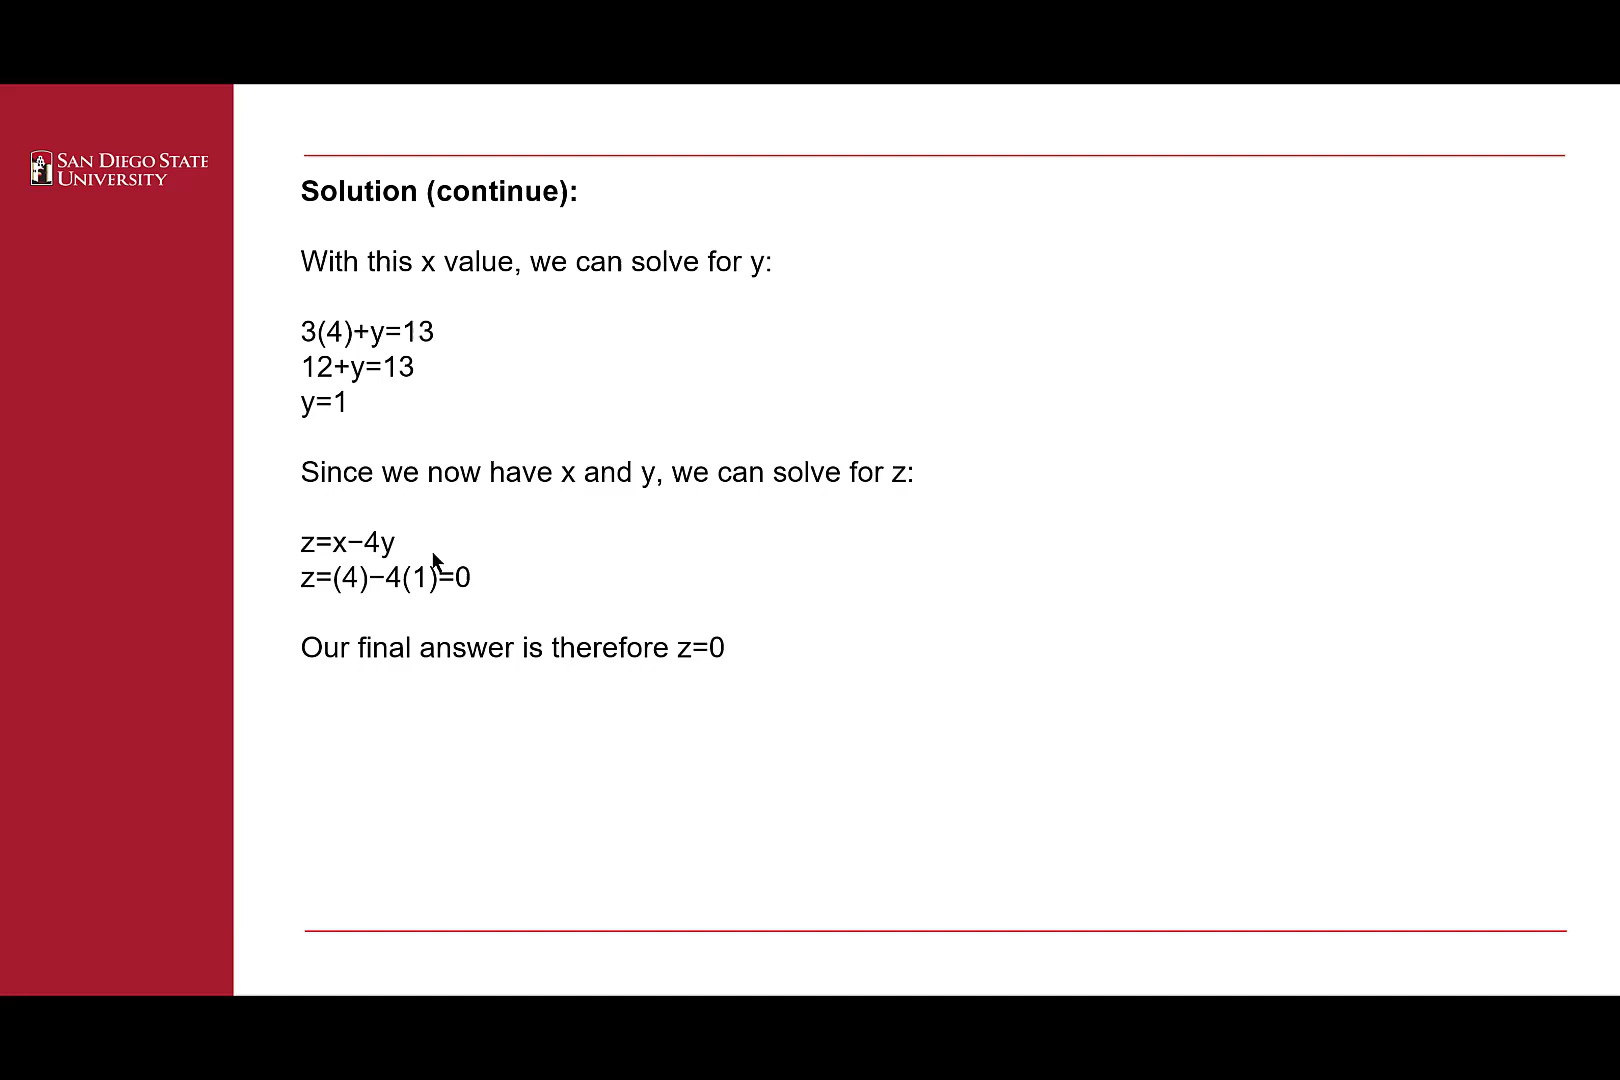 SAN DIEGO STATE
UNIVERSITY
Solution (continue):
With this x value, we can solve for y:
3(4)+y=13
12+y=13
y=1
Since we now have x and y, we can solve for z:
z=x−4y
z=(4)−4(1)=0
Our final answer is therefore z=0